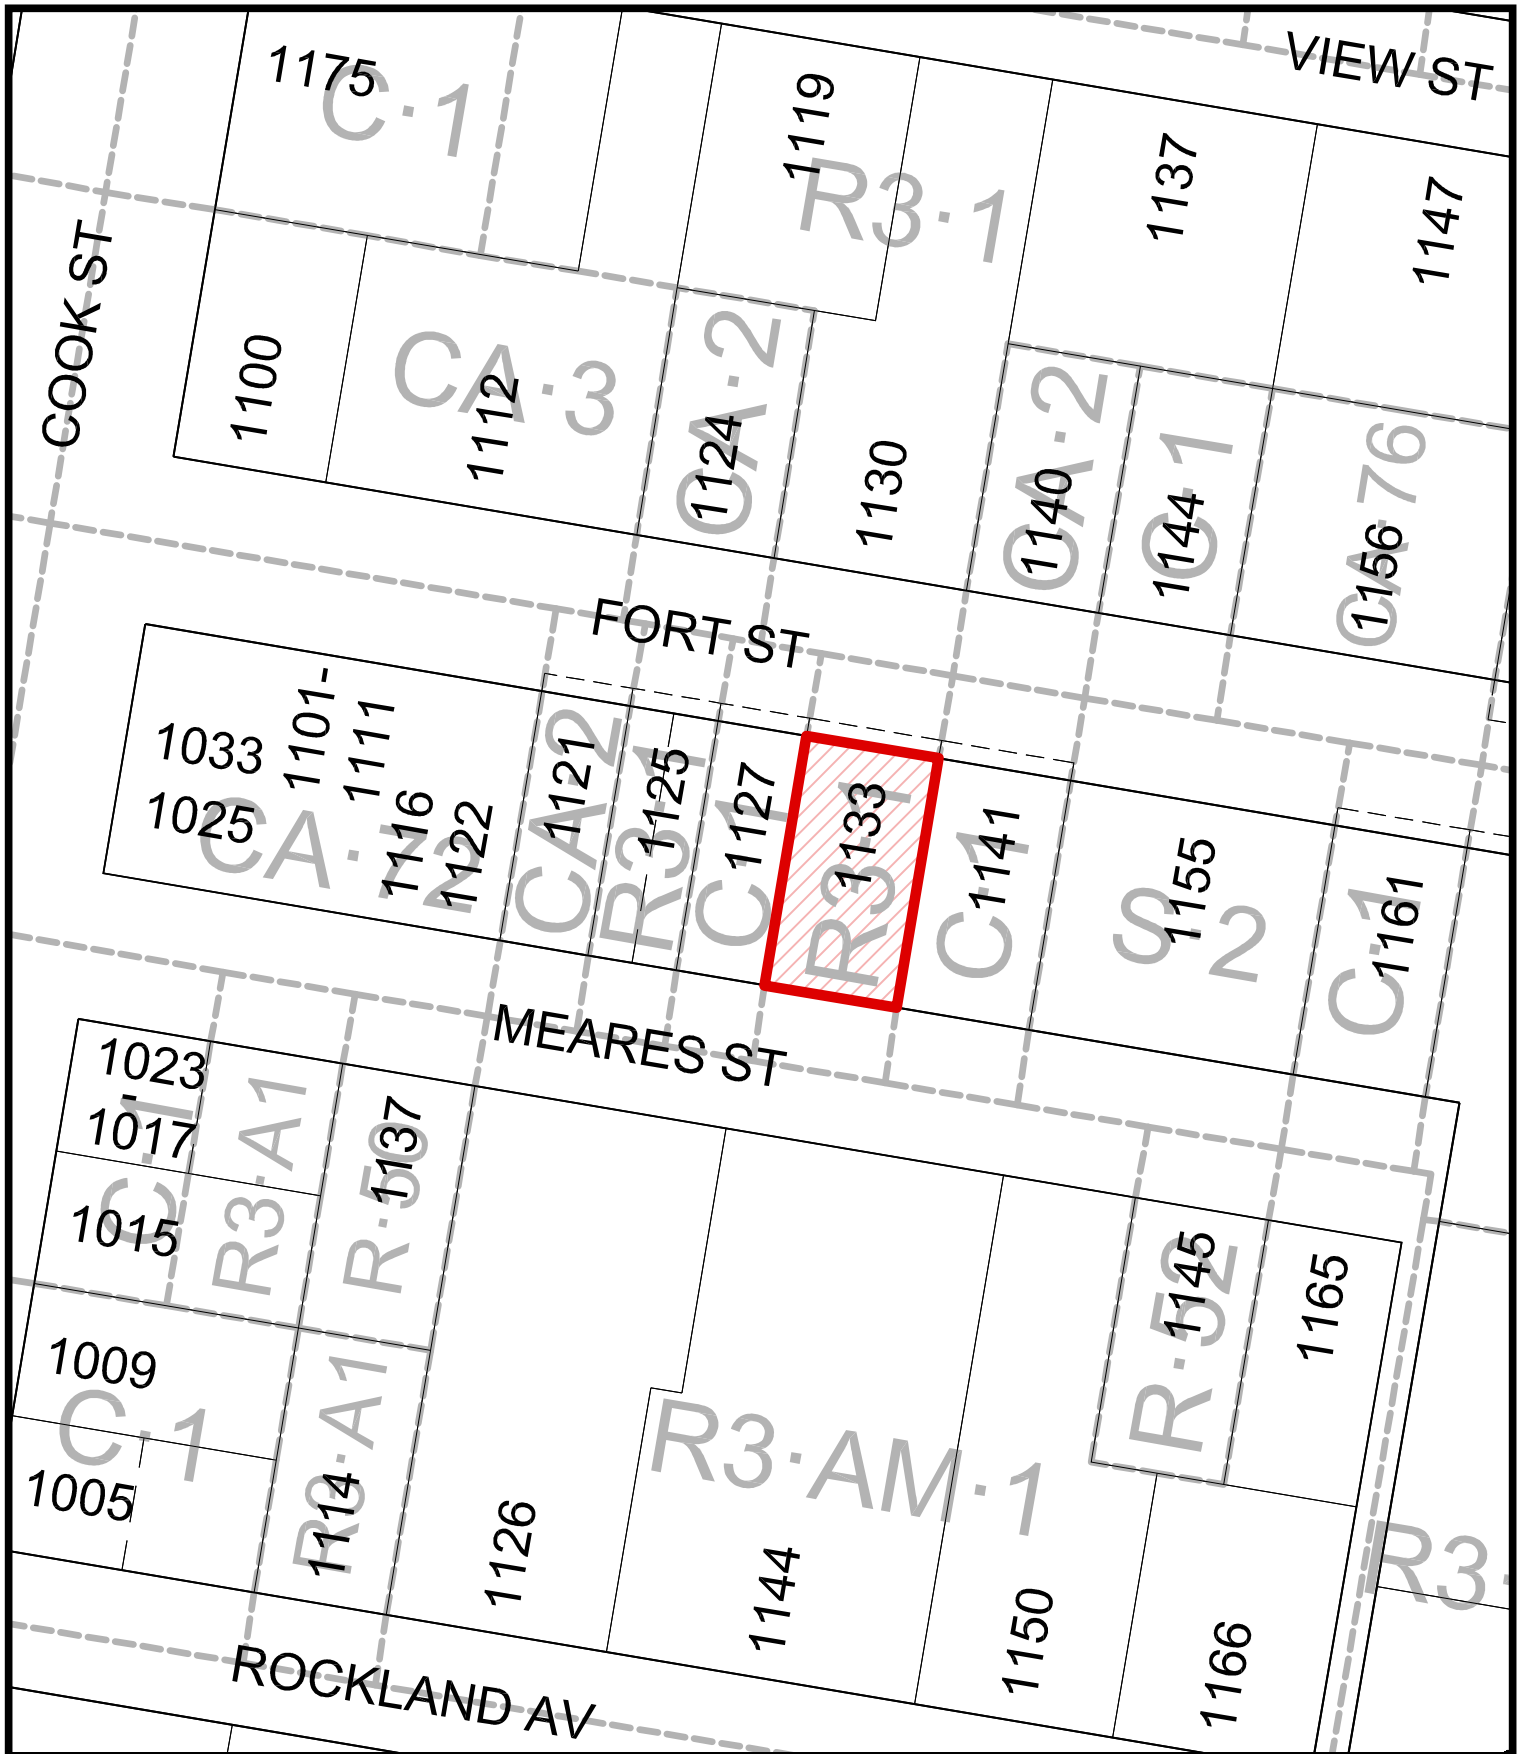 VIEW ST
1175
C·1
1119
R3·1
1137
1147
COOK ST
1100
CA·3
1112
CA·2
1124
1130
CA·2
1140
C·1
1144
CA·76
1156
FORT ST
1033
1025
1101-
1111
1116
1122
CA·72
CA·2
1121
R3·1
1125
C·1
1127
R3·1
1133
C·1
1141
S·2
1155
C·1
1161
MEARES ST
1023
-
1017
C·1
1015
R3·A1
R·50
1137
1009
C·1
1005
R3·A1
1114
1126
R3·AM·1
1144
1150
R·52
1145
1165
1166
R3·
ROCKLAND AV